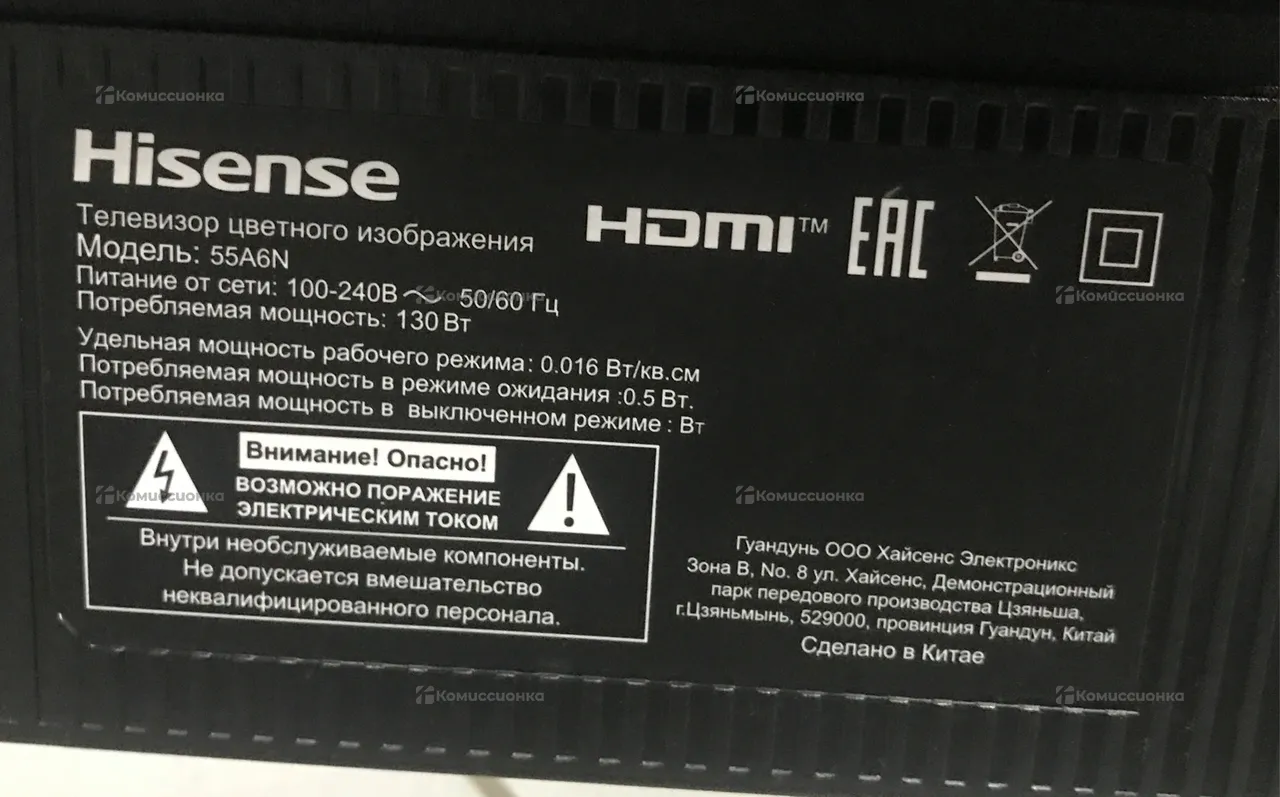 Комиссионка
Комиссионка
Hisense
Телевизор цветного изображения
Модель: 55A6N
Питание от сети: 100-240В 50/60 Гц
Потребляемая мощность: 130 Вт
Удельная мощность рабочего режима: 0.016 Вт/кв.см
Потребляемая мощность в режиме ожидания :0.5 Вт.
Потребляемая мощность в выключенном режиме : Вт
HDMI™
EAC
Комиссионка
Комиссионка
Внимание! Опасно!
ВОЗМОЖНО ПОРАЖЕНИЕ
ЭЛЕКТРИЧЕСКИМ ТОКОМ
Внутри необслуживаемые компоненты.
Не допускается вмешательство
неквалифицированного персонала.
Комиссионка
Комиссионка
Гуандунь ООО Хайсенс Электроникс
Зона В, No. 8 ул. Хайсенс, Демонстрационный
парк передового производства Цзяньша,
г.Цзяньмынь, 529000, провинция Гуандун, Китай
Сделано в Китае
Комиссионка
Комиссионка